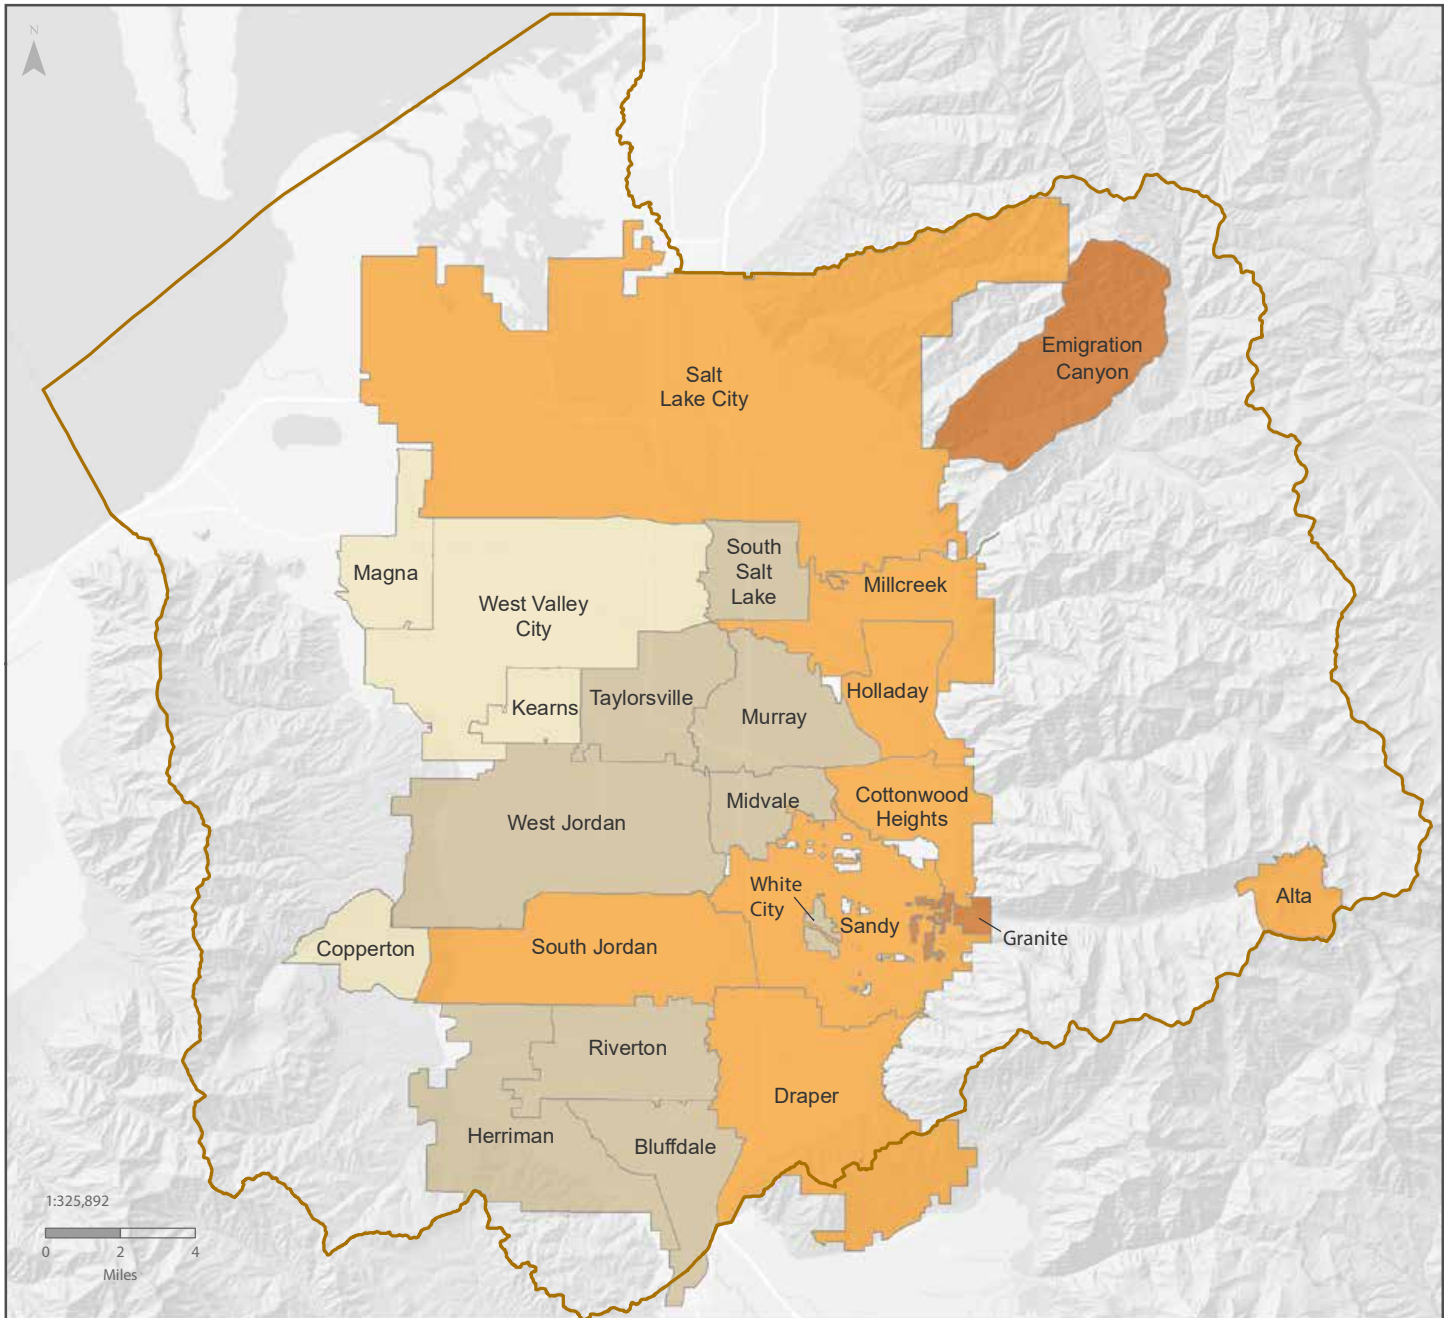 N
Emigration
Canyon
Salt
Lake City
South
Salt
Lake
Magna
West Valley
City
Millcreek
Holladay
Taylorsville
Kearns
Murray
Cottonwood
Heights
Midvale
West Jordan
White
City
Sandy
Alta
Granite
South Jordan
Copperton
Riverton
Draper
Herriman
Bluffdale
1:325,892
0 2 4
Miles